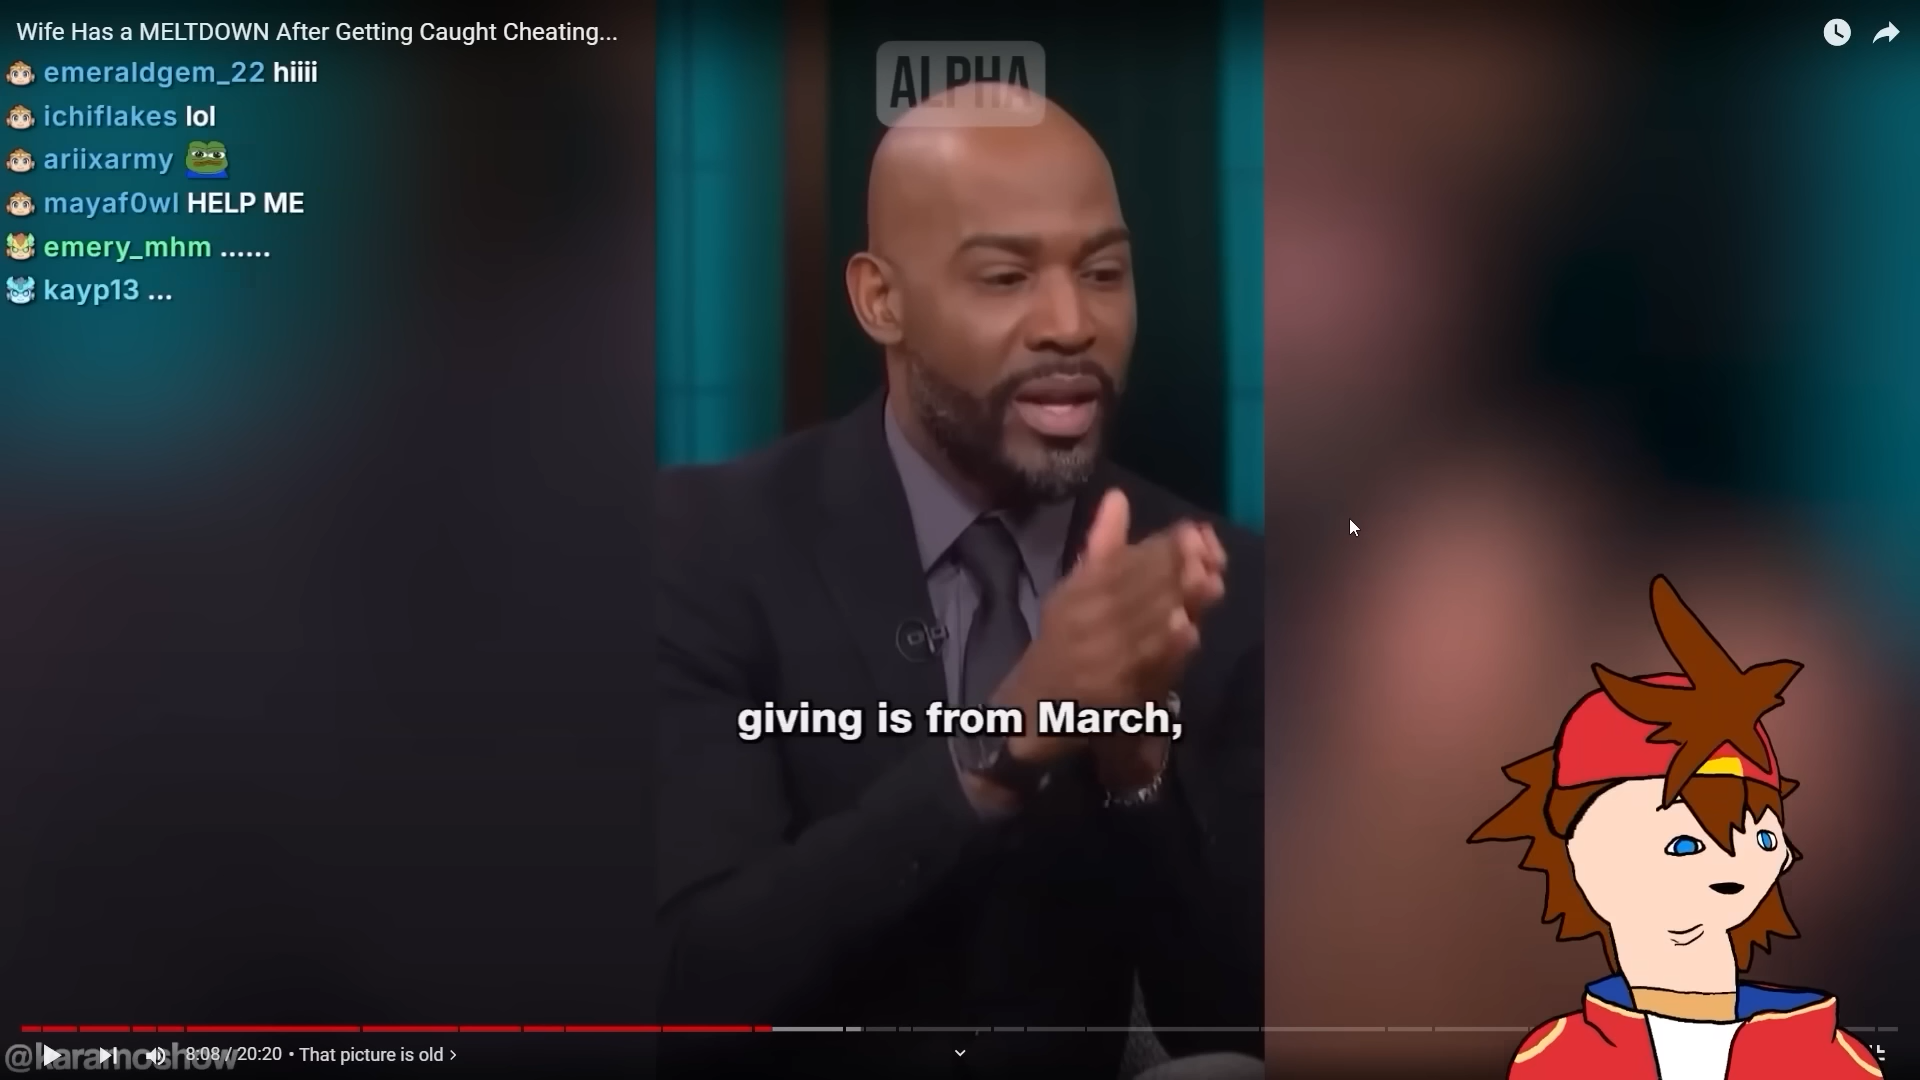 Wife Has a MELTDOWN After Getting Caught Cheating...
ALPHA
emeraldgem_22 hiiii
ichiflakes lol
ariixarmy
mayaf0wl HELP ME
emery_mhm ......
kayp13 ...
giving is from March,
@karamoshow
8:08 / 20:20 • That picture is old ›